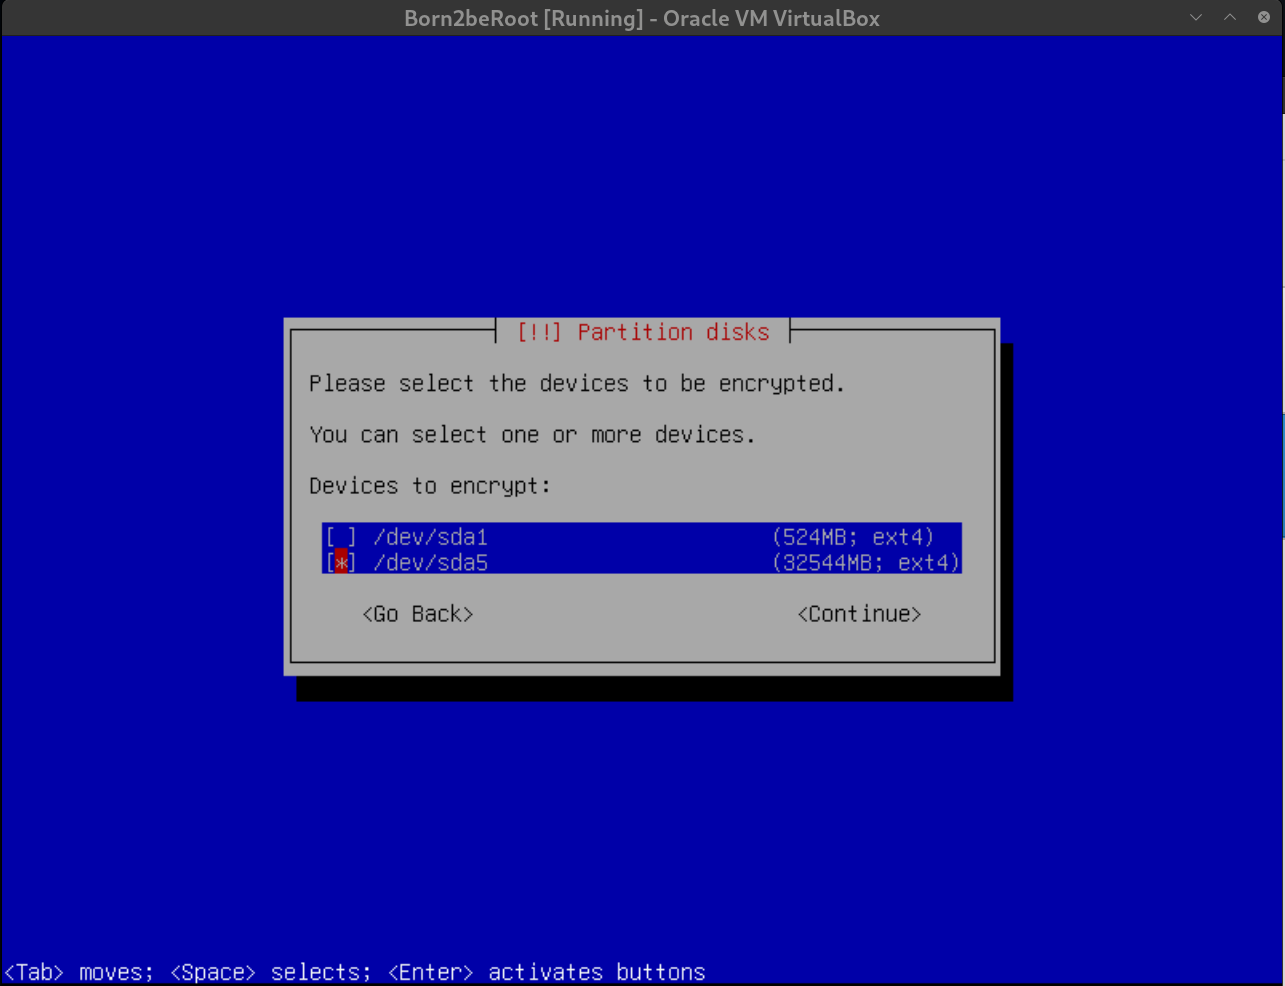 Born2beRoot [Running] - Oracle VM VirtualBox
[!!] Partition disks
Please select the devices to be encrypted.
You can select one or more devices.
Devices to encrypt:
[ ] /dev/sda1 (524MB; ext4)
[*] /dev/sda5 (32544MB; ext4)
<Go Back> <Continue>
<Tab> moves; <Space> selects; <Enter> activates buttons